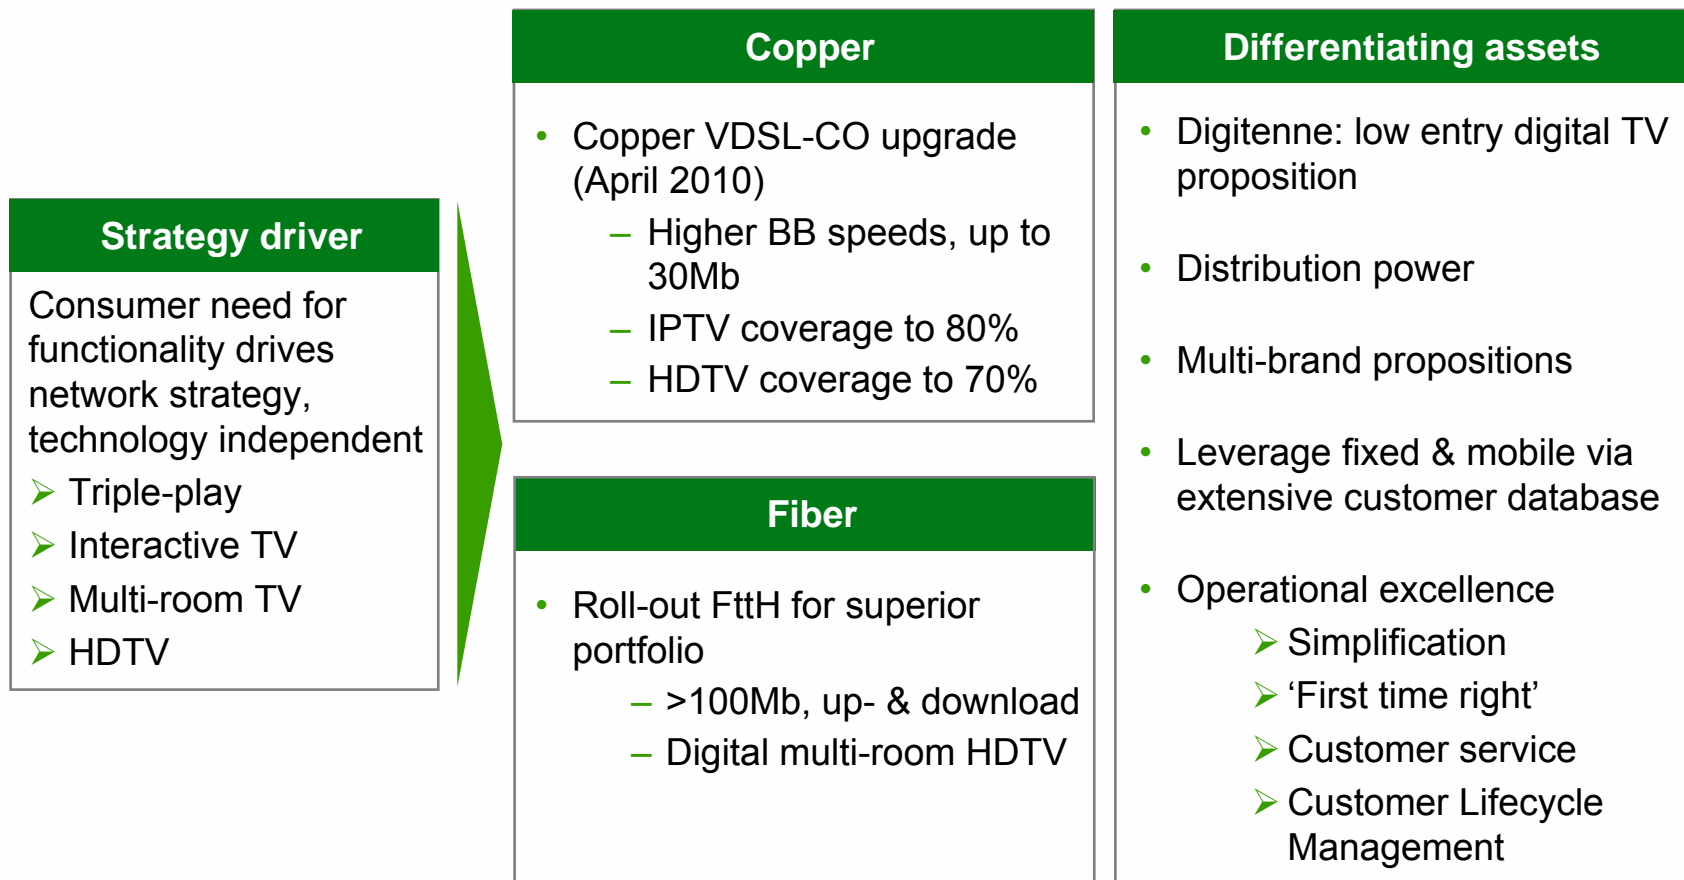 Strategy driver
Consumer need for
functionality drives
network strategy,
technology independent
➢ Triple-play
➢ Interactive TV
➢ Multi-room TV
➢ HDTV
Copper
• Copper VDSL-CO upgrade
(April 2010)
– Higher BB speeds, up to
30Mb
– IPTV coverage to 80%
– HDTV coverage to 70%
Fiber
• Roll-out FttH for superior
portfolio
– >100Mb, up- & download
– Digital multi-room HDTV
Differentiating assets
• Digitenne: low entry digital TV
proposition
• Distribution power
• Multi-brand propositions
• Leverage fixed & mobile via
extensive customer database
• Operational excellence
➢ Simplification
➢ ‘First time right’
➢ Customer service
➢ Customer Lifecycle
Management